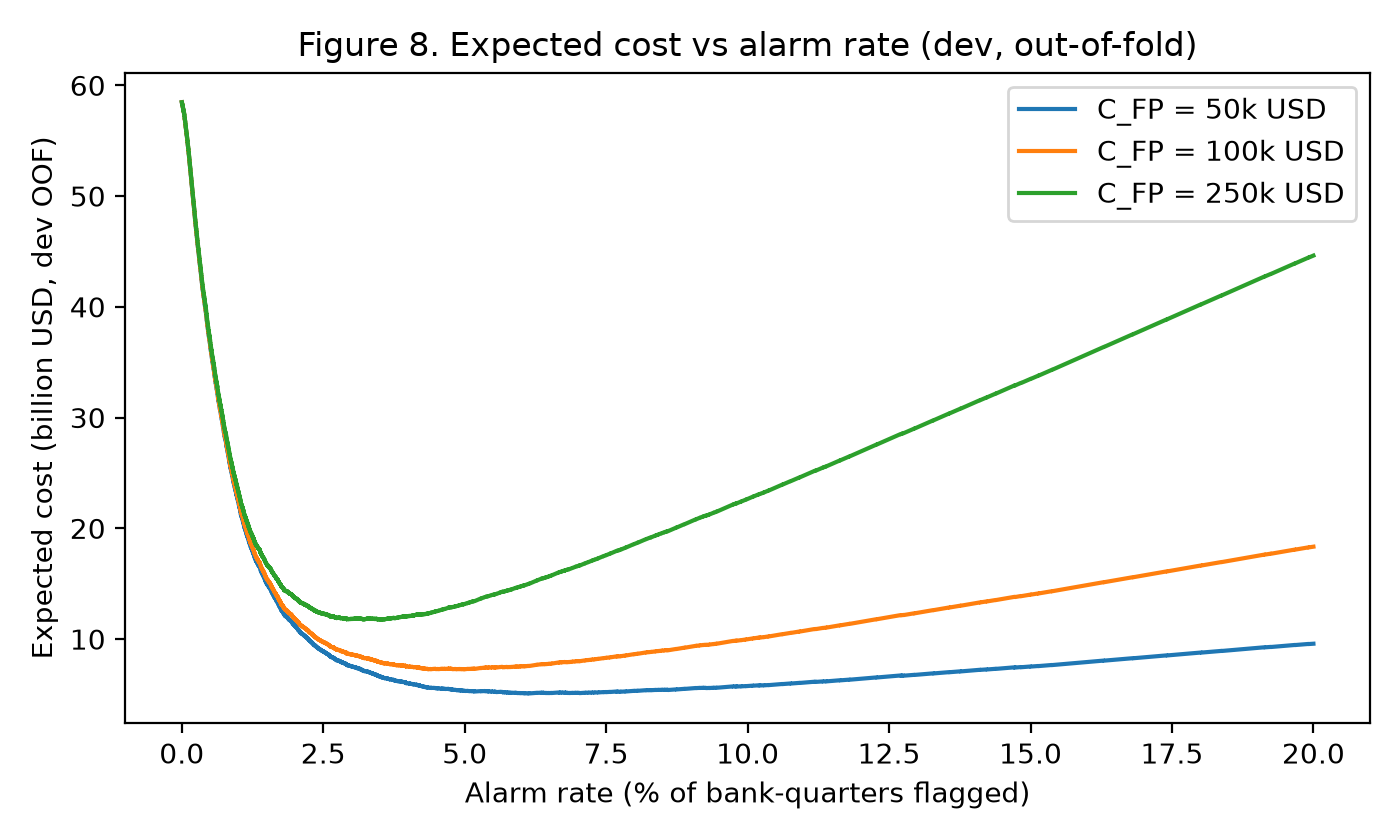 Figure 8. Expected cost vs alarm rate (dev, out-of-fold)
C_FP = 50k USD
C_FP = 100k USD
C_FP = 250k USD
Expected cost (billion USD, dev OOF)
60
50
40
30
20
10
0.0 2.5 5.0 7.5 10.0 12.5 15.0 17.5 20.0
Alarm rate (% of bank-quarters flagged)